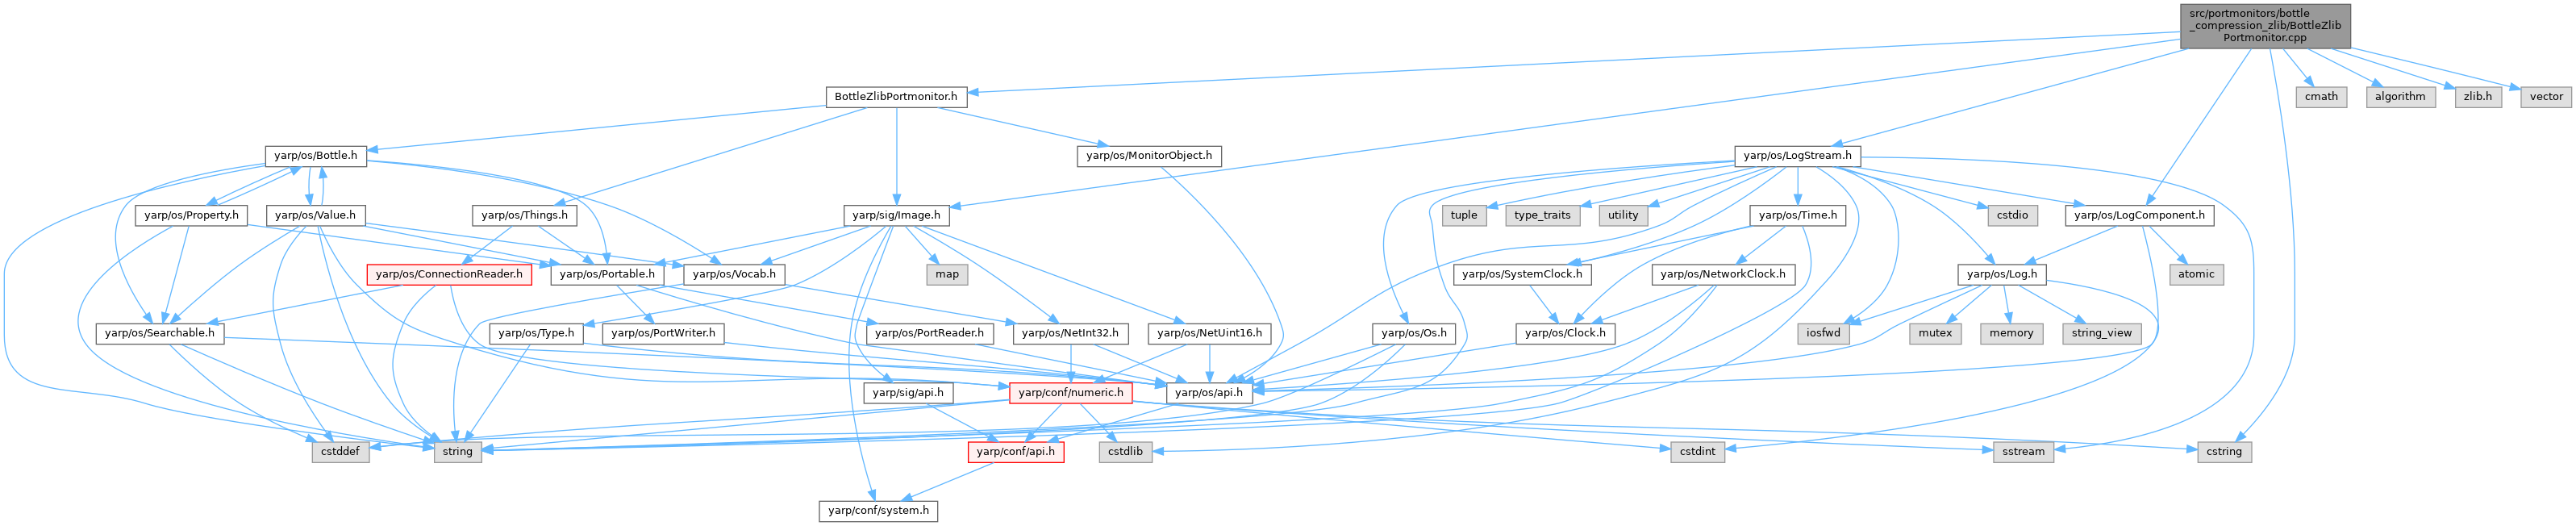 src/portmonitors/bottle
_compression_zlib/BottleZlib
Portmonitor.cpp
BottleZlibPortmonitor.h
cmath
algorithm
zlib.h
vector
yarp/os/Bottle.h
yarp/os/MonitorObject.h
yarp/os/LogStream.h
yarp/os/Property.h
yarp/os/Value.h
yarp/os/Things.h
yarp/sig/Image.h
tuple
type_traits
utility
yarp/os/Time.h
cstdio
yarp/os/LogComponent.h
yarp/os/ConnectionReader.h
yarp/os/Portable.h
yarp/os/Vocab.h
map
yarp/os/SystemClock.h
yarp/os/NetworkClock.h
yarp/os/Log.h
atomic
yarp/os/Searchable.h
yarp/os/Type.h
yarp/os/PortWriter.h
yarp/os/PortReader.h
yarp/os/NetInt32.h
yarp/os/NetUint16.h
yarp/os/Os.h
yarp/os/Clock.h
iosfwd
mutex
memory
string_view
yarp/sig/api.h
yarp/conf/numeric.h
yarp/os/api.h
cstddef
string
yarp/conf/api.h
cstdlib
cstdint
sstream
cstring
yarp/conf/system.h